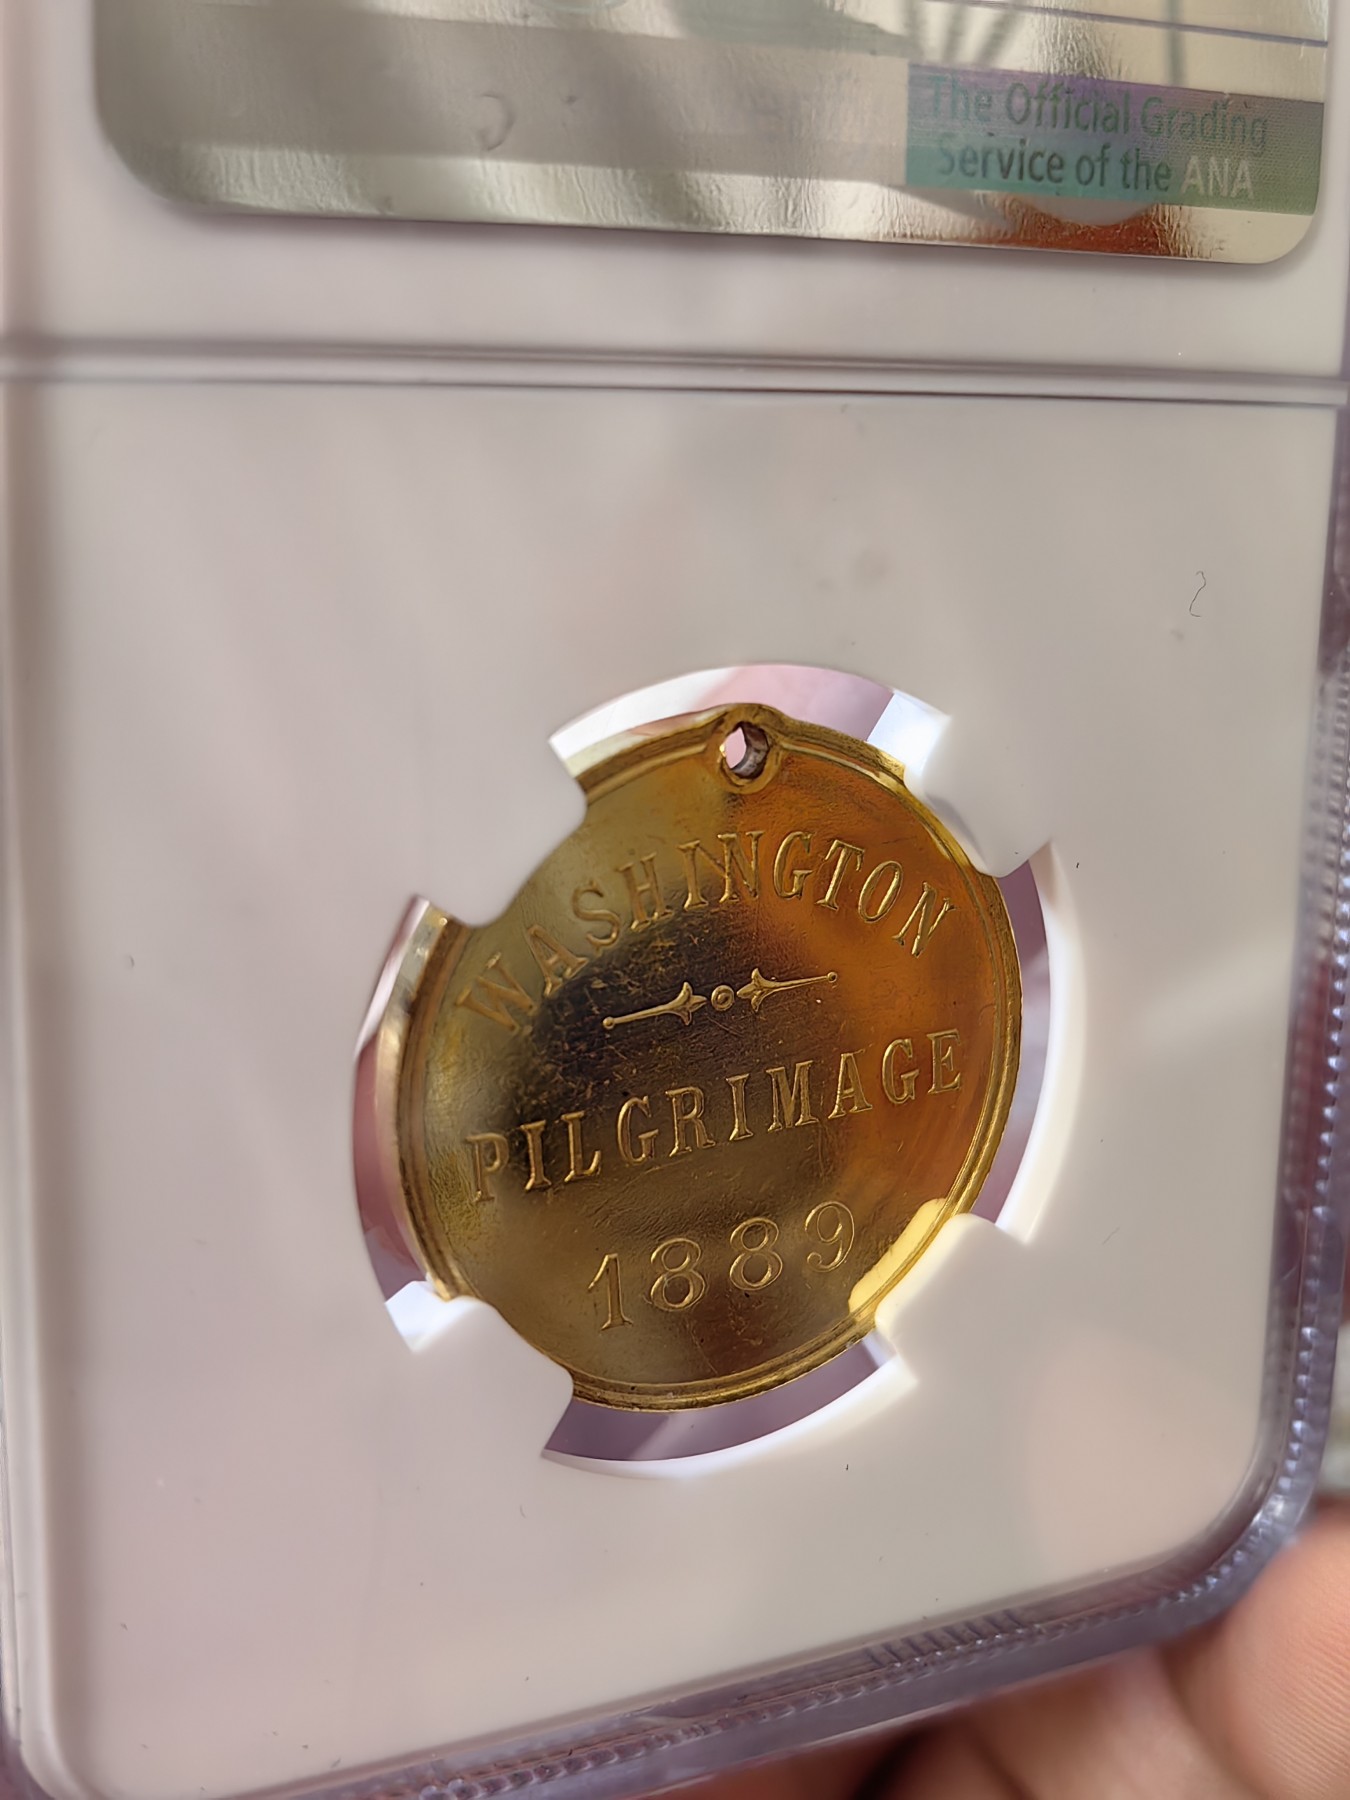 The Official Grading
Service of the ANA
WASHINGTON
PILGRIMAGE
1889